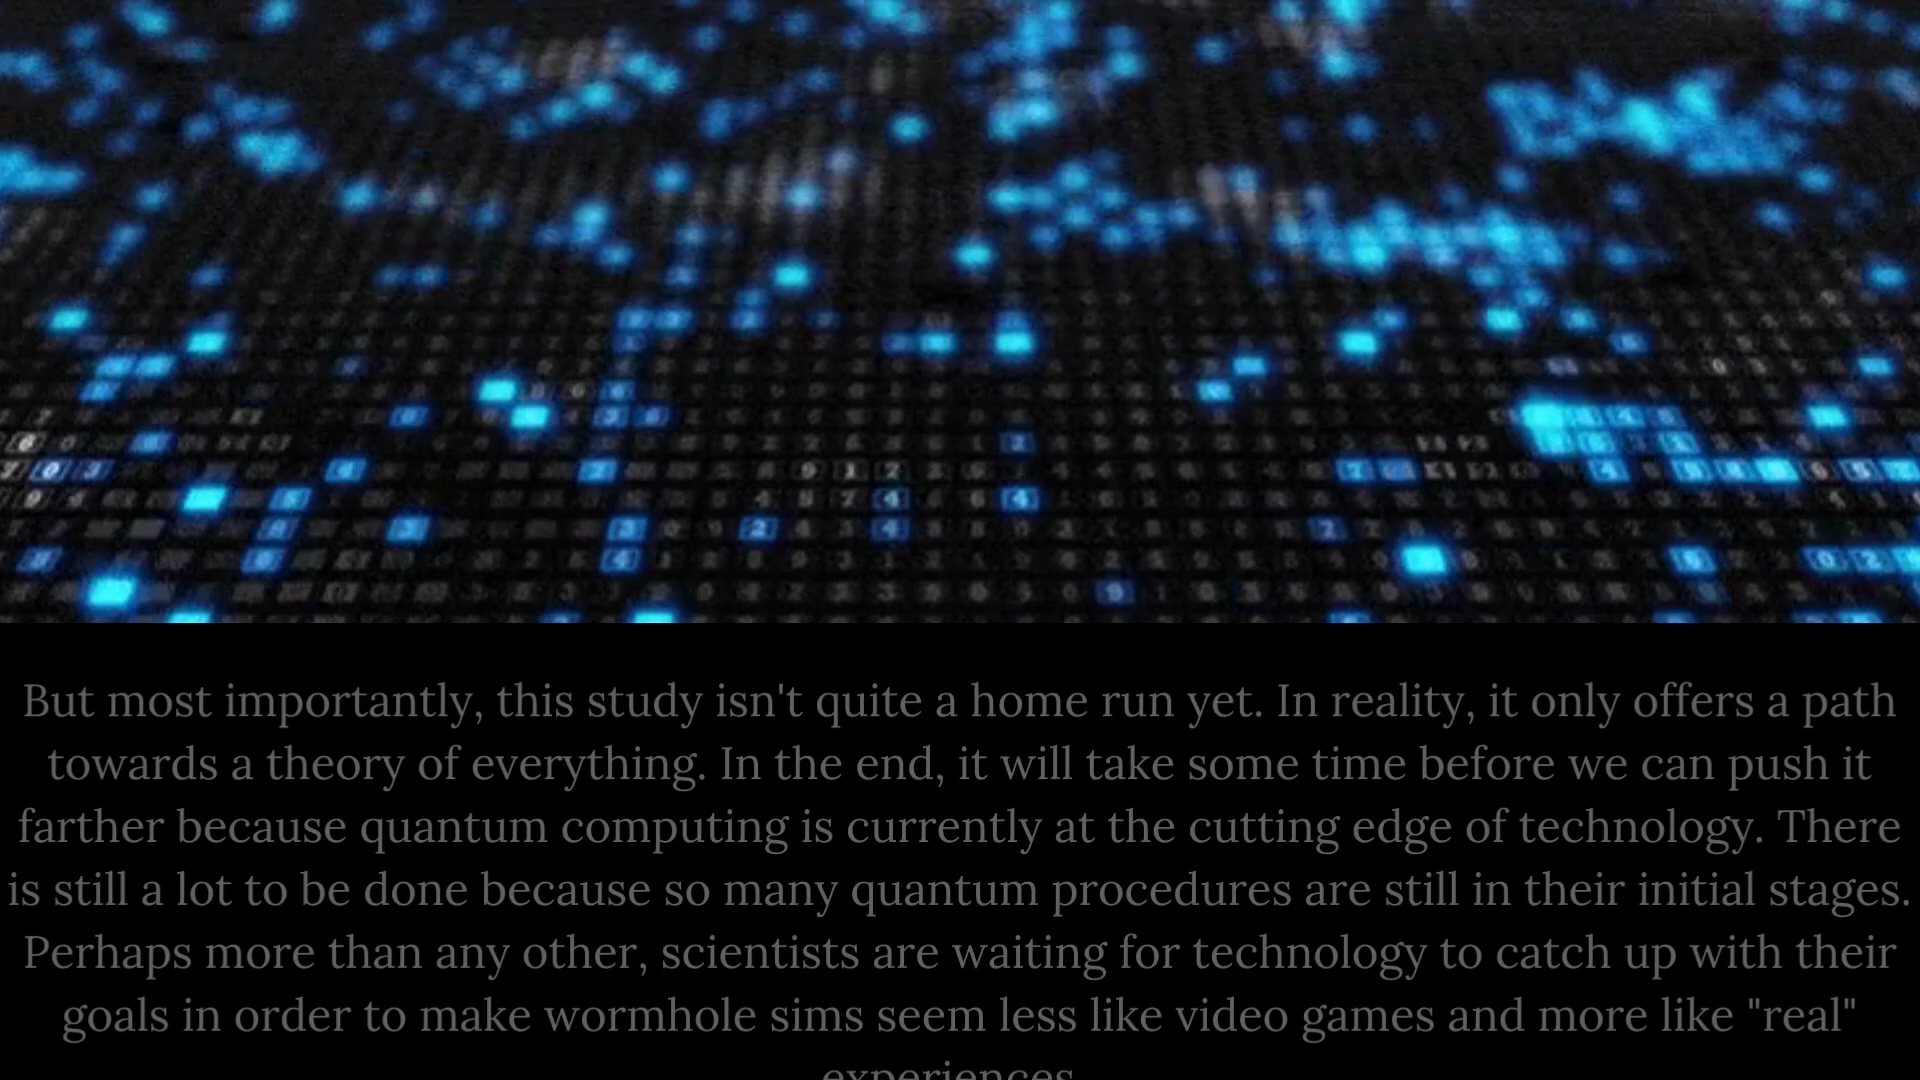 But most importantly, this study isn't quite a home run yet. In reality, it only offers a path
towards a theory of everything. In the end, it will take some time before we can push it
farther because quantum computing is currently at the cutting edge of technology. There
is still a lot to be done because so many quantum procedures are still in their initial stages.
Perhaps more than any other, scientists are waiting for technology to catch up with their
goals in order to make wormhole sims seem less like video games and more like "real"
experiences.